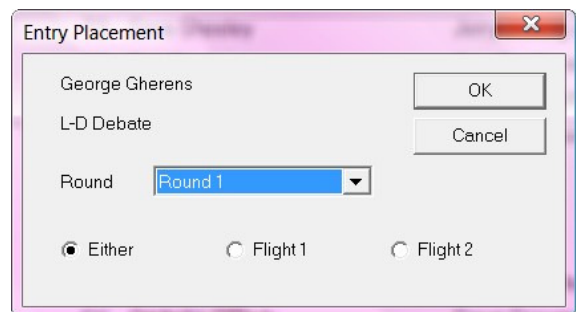 Entry Placement
George Gherens
OK
L-D Debate
Cancel
Round Round 1
Either Flight 1 Flight 2